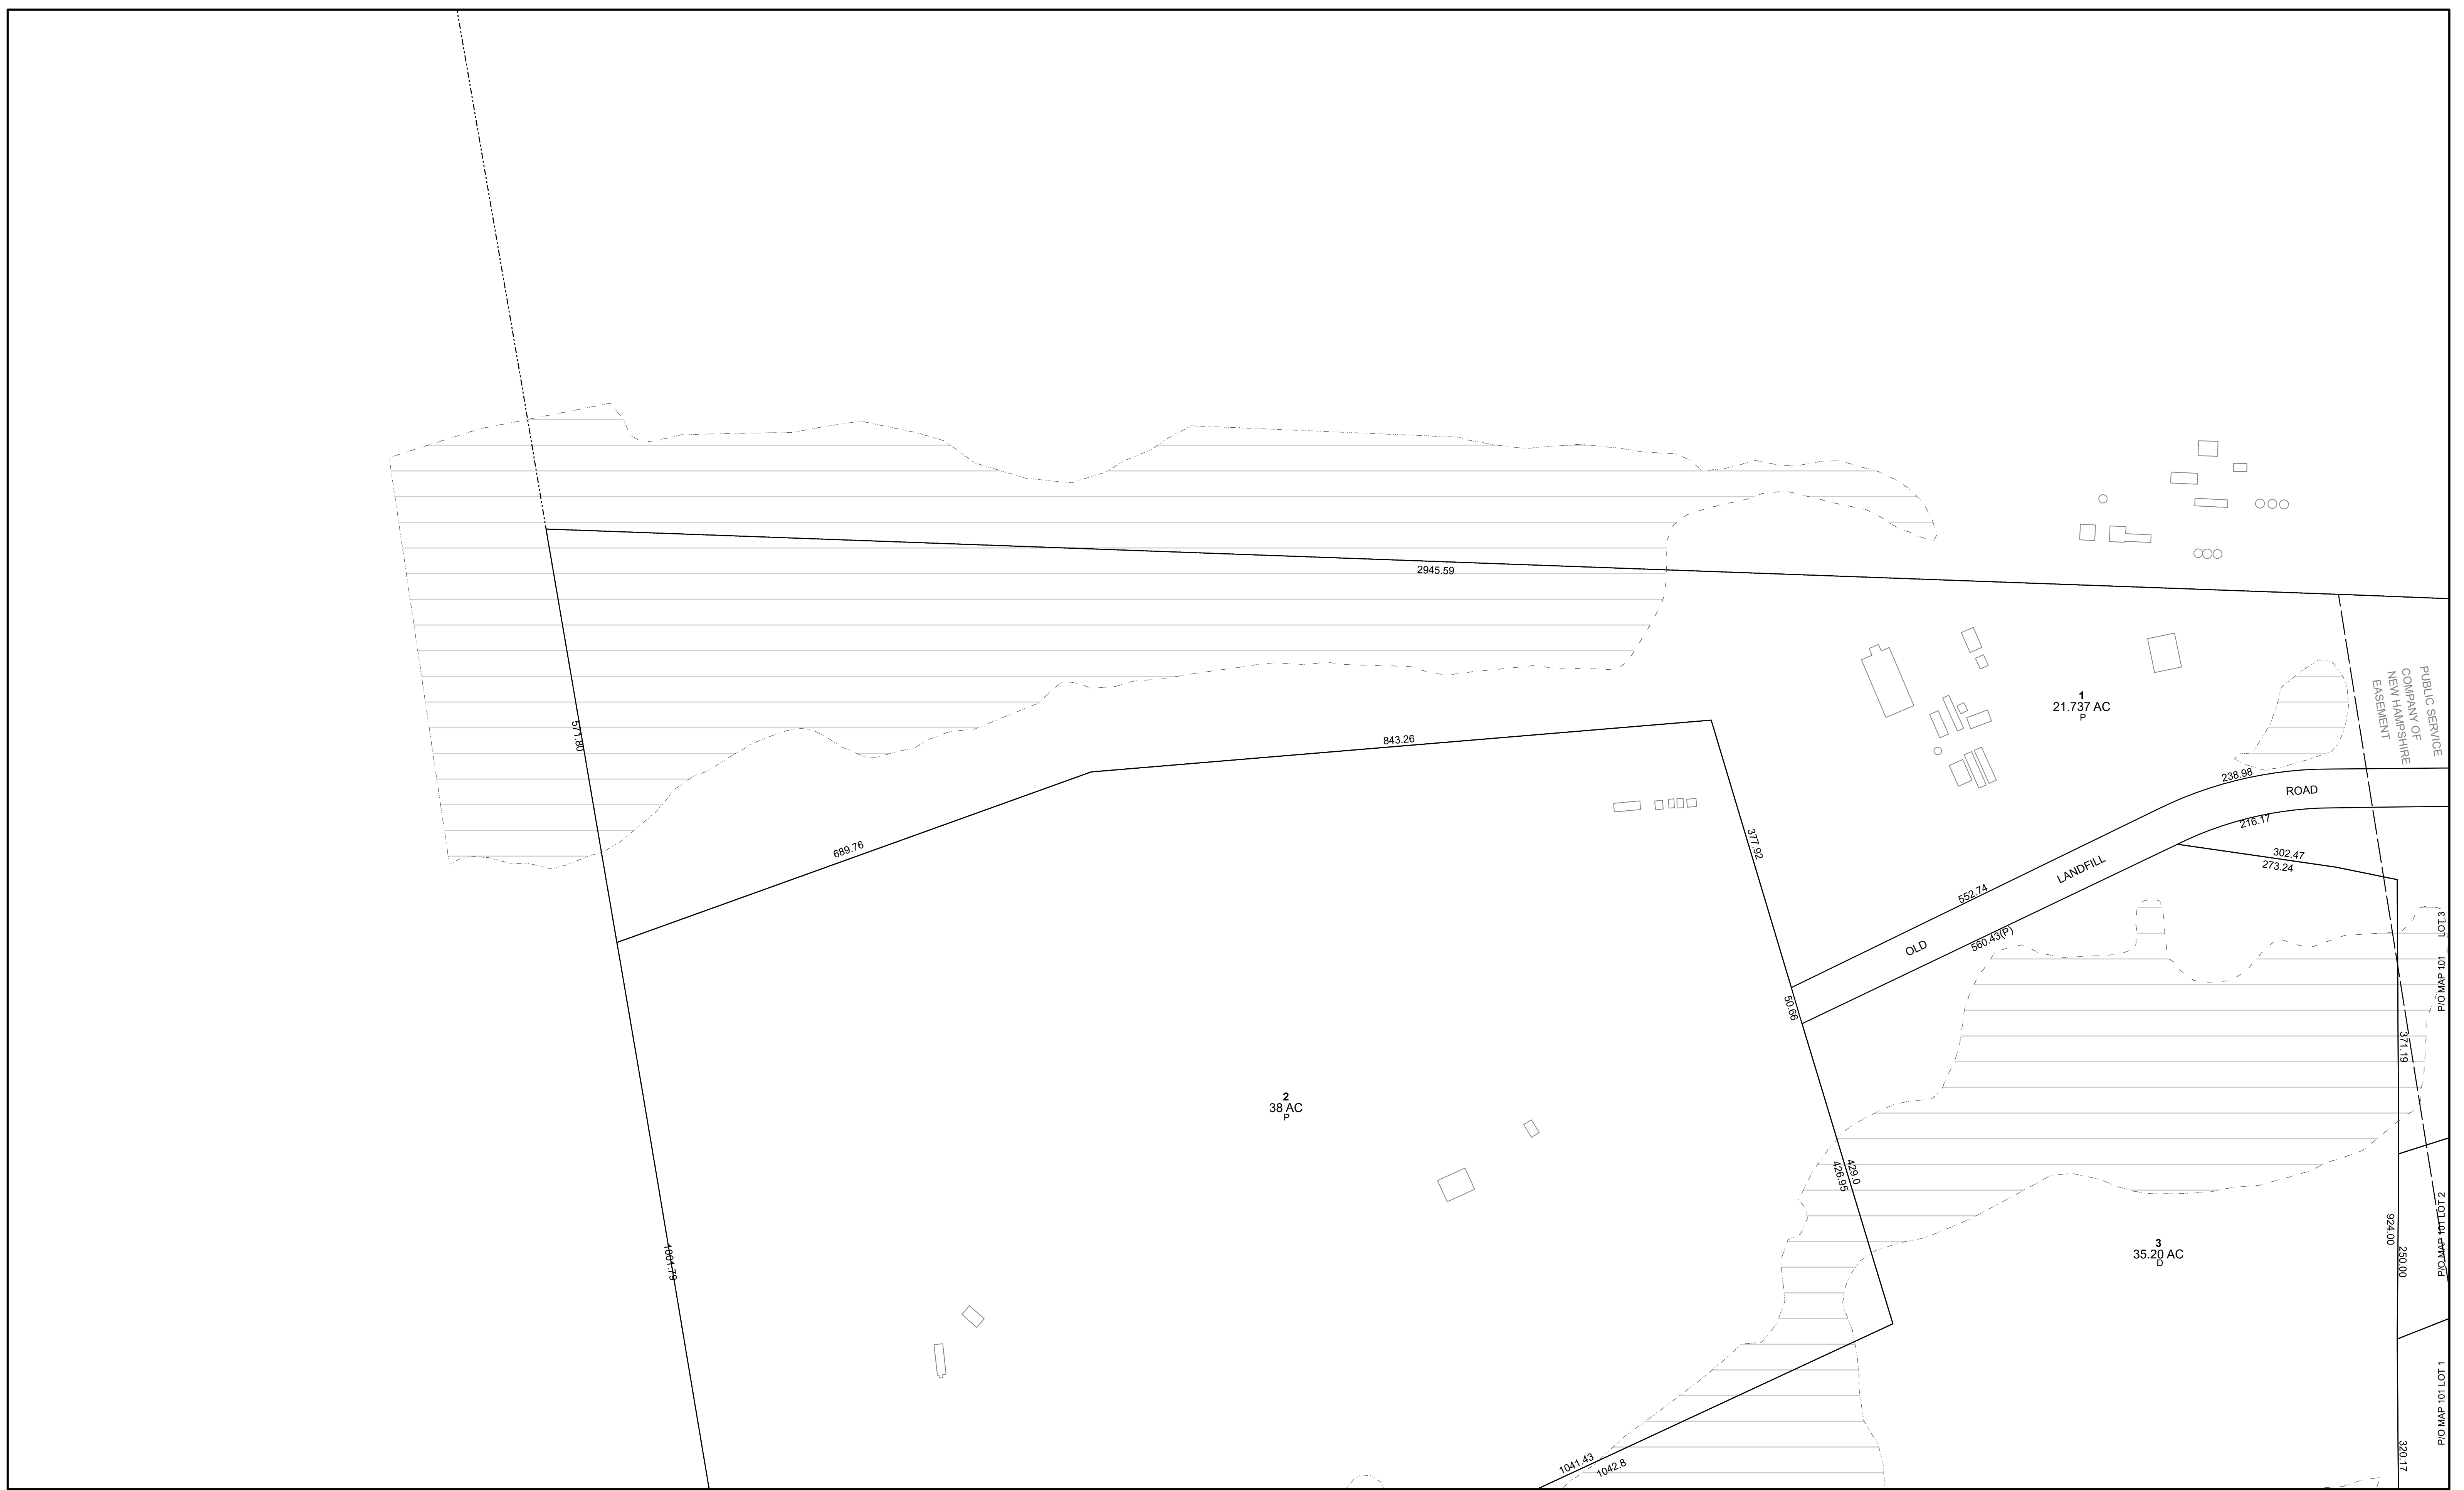 2945.59
PUBLIC SERVICE
COMPANY OF
NEW HAMPSHIRE
EASEMENT
1
21.737 AC
P
571.80
843.26
238.98
ROAD
216.17
377.92
689.76
302.47
273.24
LANDFILL
552.74
560.43(P)
OLD
P/O MAP 101 LOT 3
50.66
371.19
2
38 AC
P
429.0
426.95
924.00
250.00
P/O MAP 101 LOT 2
3
35.20 AC
D
1001.79
P/O MAP 101 LOT 1
320.17
1041.43
1042.8